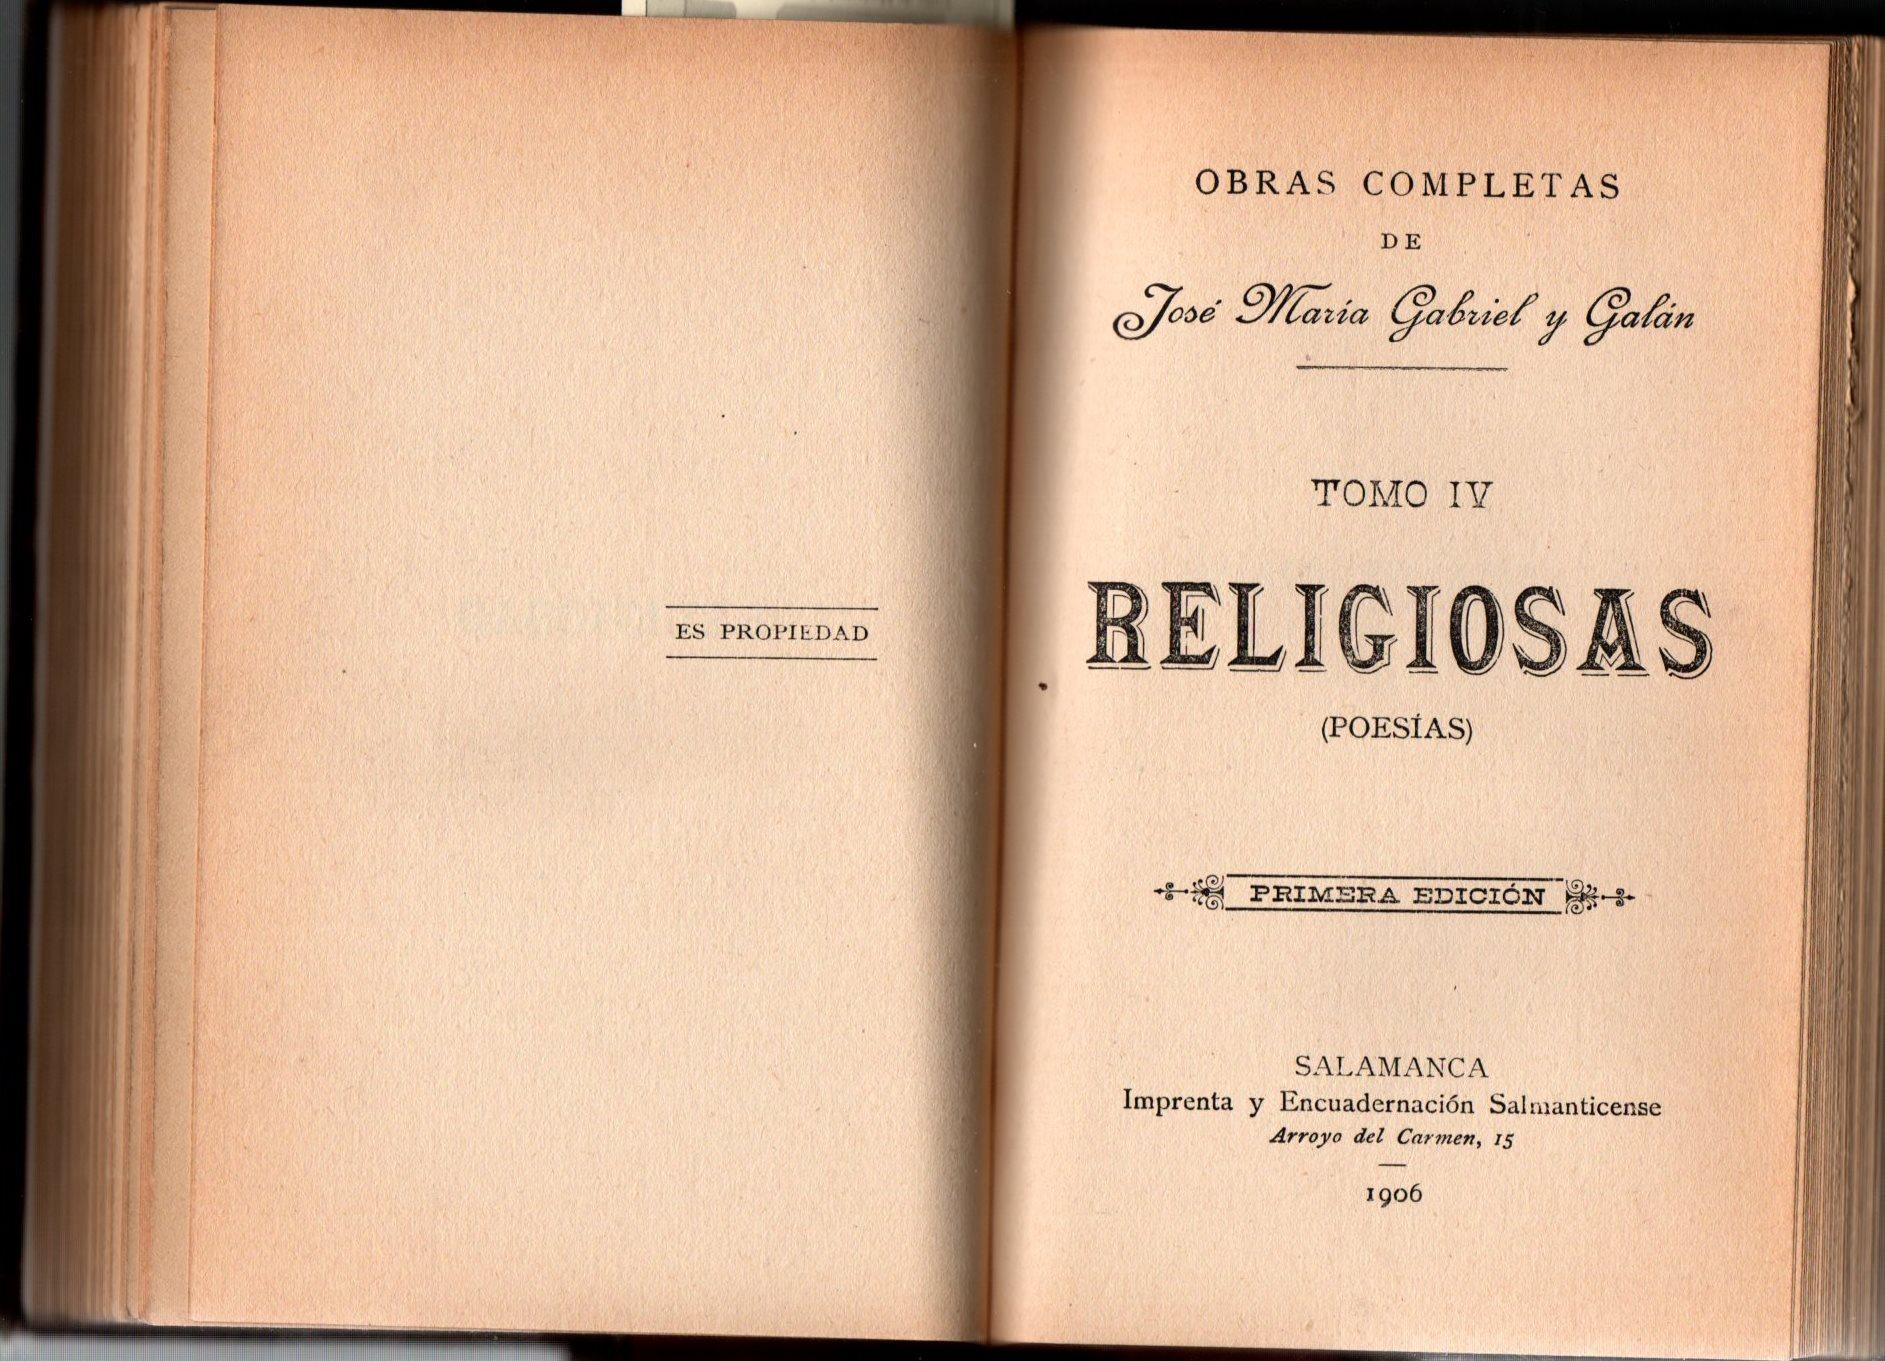 ES PROPIEDAD
OBRAS COMPLETAS
DE
José María Gabriel y Galán
TOMO IV
RELIGIOSAS
(POESÍAS)
PRIMERA EDICIÓN
SALAMANCA
Imprenta y Encuadernación Salmanticense
Arroyo del Carmen, 15
1906